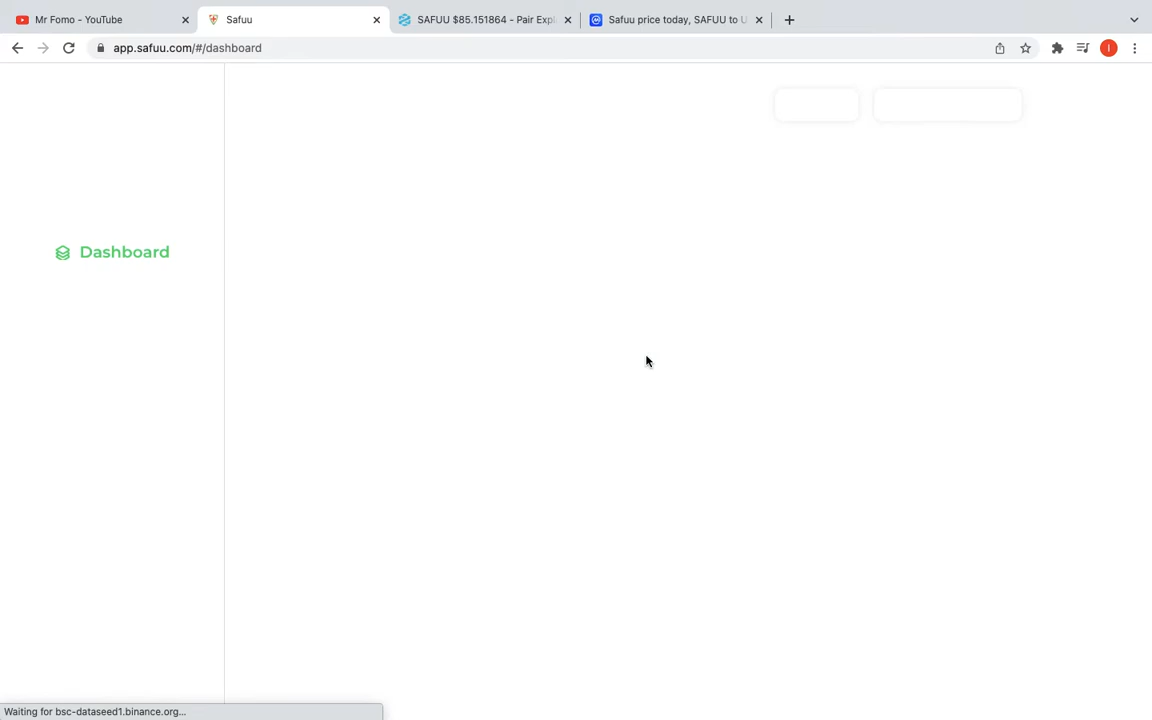 Mr Fomo - YouTube
Safuu
SAFUU $85.151864 - Pair Expl
Safuu price today, SAFUU to U
app.safuu.com/#/dashboard
I
Dashboard
Waiting for bsc-dataseed1.binance.org...